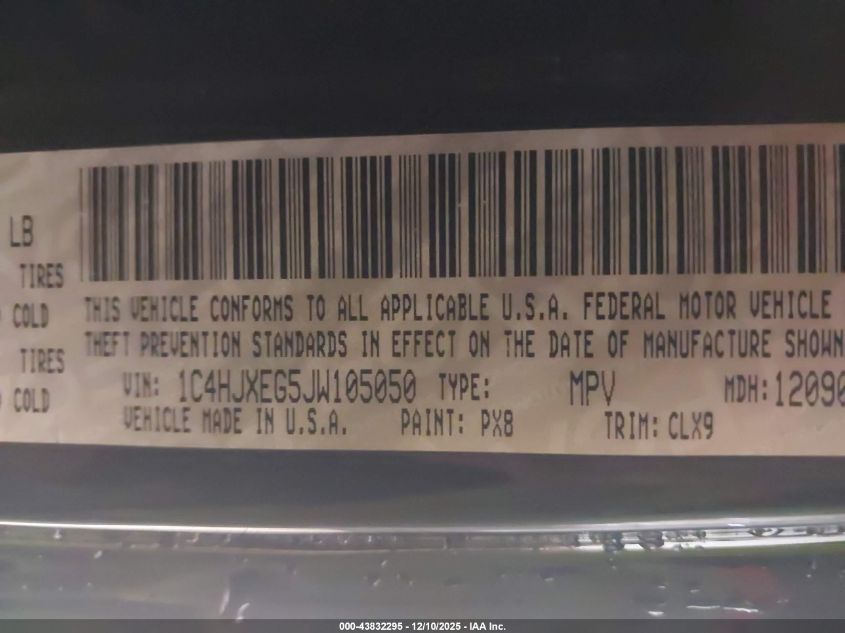 LB
TIRES
COLD
THIS VEHICLE CONFORMS TO ALL APPLICABLE U.S.A. FEDERAL MOTOR VEHICLE
THEFT PREVENTION STANDARDS IN EFFECT ON THE DATE OF MANUFACTURE SHOWN
TIRES
COLD
VIN: 1C4HJXEG5JW105050 TYPE: MPV MDH: 12090
VEHICLE MADE IN U.S.A. PAINT: PX8 TRIM: CLX9
000-43832295 - 12/10/2025 - IAA Inc.